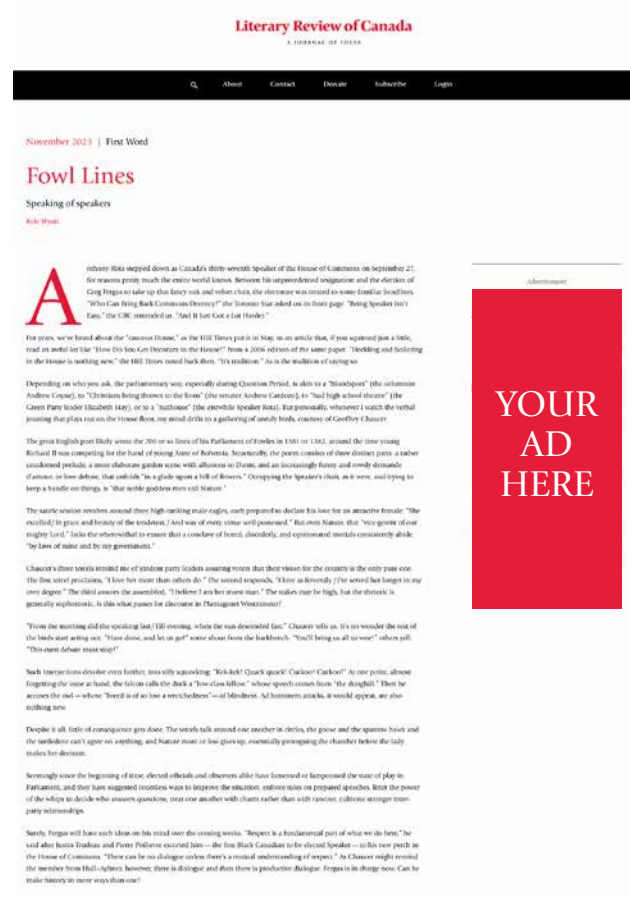 Literary Review of Canada
A JOURNAL OF IDEAS
About Contact Donate Subscribe Login
November 2023 | First Word
Fowl Lines
Speaking of speakers
Kyle Wyatt
Anthony Rota stepped down as Canada's thirty-seventh Speaker of the House of Commons on September 27,
for reasons pretty much the entire world knows. Between his unprecedented resignation and the election of
Greg Fergus to take up that fancy oak and velvet chair, the electorate was treated to some familiar headlines.
"Who Can Bring Back Commons Decency?" the Toronto Star asked on its front page. "Being Speaker Isn't
Easy," the CBC reminded us. "And It Just Got a Lot Harder."
For years, we've heard about the "raucous House," as the Hill Times put it in May, in an article that, if you squinted just a little,
read an awful lot like "How Do You Get Decorum in the House?" from a 2006 edition of the same paper. "Heckling and hollering
in the House is nothing new," the Hill Times noted back then. "It's tradition." As is the tradition of saying so.
Depending on who you ask, the parliamentary way, especially during Question Period, is akin to a "bloodsport" (the columnist
Andrew Coyne), to "Christians being thrown to the lions" (the senator Andrew Cardozo), to "bad high school theatre" (the
Green Party leader Elizabeth May), or to a "nuthouse" (the erstwhile Speaker Rota). But personally, whenever I watch the verbal
jousting that plays out on the House floor, my mind drifts to a gathering of unruly birds, courtesy of Geoffrey Chaucer.
The great English poet likely wrote the 700 or so lines of his Parliament of Fowles in 1381 or 1382, around the time young
Richard II was competing for the hand of young Anne of Bohemia. Structurally, the poem consists of three distinct parts: a rather
unadorned prelude, a more elaborate garden scene with allusions to Dante, and an increasingly funny and rowdy demande
d'amour, or love debate, that unfolds "in a glade upon a hill of flowers." Occupying the Speaker's chair, as it were, and trying to
keep a handle on things, is "that noble goddess men call Nature."
The satiric session revolves around three high-ranking male eagles, each prepared to declare his love for an attractive female: "She
excelled / in grace and beauty of the tenderest, / And was of every virtue well possessed." But even Nature, that "vice-gerent of our
mighty Lord," lacks the wherewithal to ensure that a conclave of bored, disorderly, and opinionated mortals consistently abide
"by laws of mine and by my government."
Chaucer's three tercels remind me of strident party leaders assuring voters that their vision for the country is the only pure one.
The first tercel proclaims, "I love her more than others do." The second responds, "I love as fervently / I've served her longer in my
own degree." The third assures the assembled, "I believe I am her truest man." The stakes may be high, but the rhetoric is
generally sophomoric. Is this what passes for discourse in Plantagenet Westminster?
"From the morning did the speaking last / Till evening, when the sun descended fast," Chaucer tells us. It's no wonder the rest of
the birds start acting out. "Have done, and let us go!" some shout from the backbench. "You'll bring us all to woe!" others yell.
"This curst debate must stop!"
Such interjections devolve even further, into silly squawking: "Kek-kek! Quack quack! Cuckoo! Cuckoo!" At one point, almost
forgetting the issue at hand, the falcon calls the duck a "low-class fellow," whose speech comes from "the dunghill." Then he
accuses the owl — whose "breed is of so low a wretchedness" — of blindness. Ad hominem attacks, it would appear, are also
nothing new.
Despite it all, little of consequence gets done. The tercels talk around one another in circles, the goose and the sparrow hawk and
the turtledove can't agree on anything, and Nature more or less gives up, essentially proroguing the chamber before the lady
makes her decision.
Seemingly since the beginning of time, elected officials and observers alike have lamented or lampooned the state of play in
Parliament, and they have suggested countless ways to improve the situation: enforce rules on prepared speeches, limit the power
of the whips to decide who answers questions, treat one another with charm rather than with rancour, cultivate stronger inter-
party relationships.
Surely, Fergus will have such ideas on his mind over the coming weeks. "Respect is a fundamental part of what we do here," he
said after Justin Trudeau and Pierre Poilievre escorted him — the first Black Canadian to be elected Speaker — to his new perch in
the House of Commons. "There can be no dialogue unless there's a mutual understanding of respect." As Chaucer might remind
the member from Hull–Aylmer, however, there is dialogue and then there is productive dialogue. Fergus is in charge now. Can he
make history in more ways than one?
Advertisement
YOUR
AD
HERE